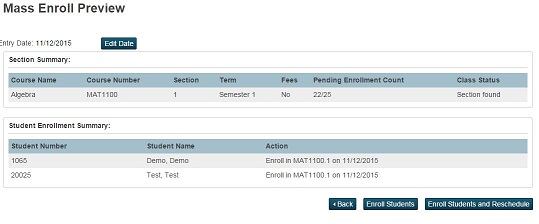 Mass Enroll Preview
Entry Date: 11/12/2015 Edit Date
Section Summary:
Course Name Course Number Section Term Fees Pending Enrollment Count Class Status
Algebra MAT1100 1 Semester 1 No 22/25 Section found
Student Enrollment Summary:
Student Number Student Name Action
1065 Demo, Demo Enroll in MAT1100.1 on 11/12/2015
20025 Test, Test Enroll in MAT1100.1 on 11/12/2015
Back Enroll Students Enroll Students and Reschedule